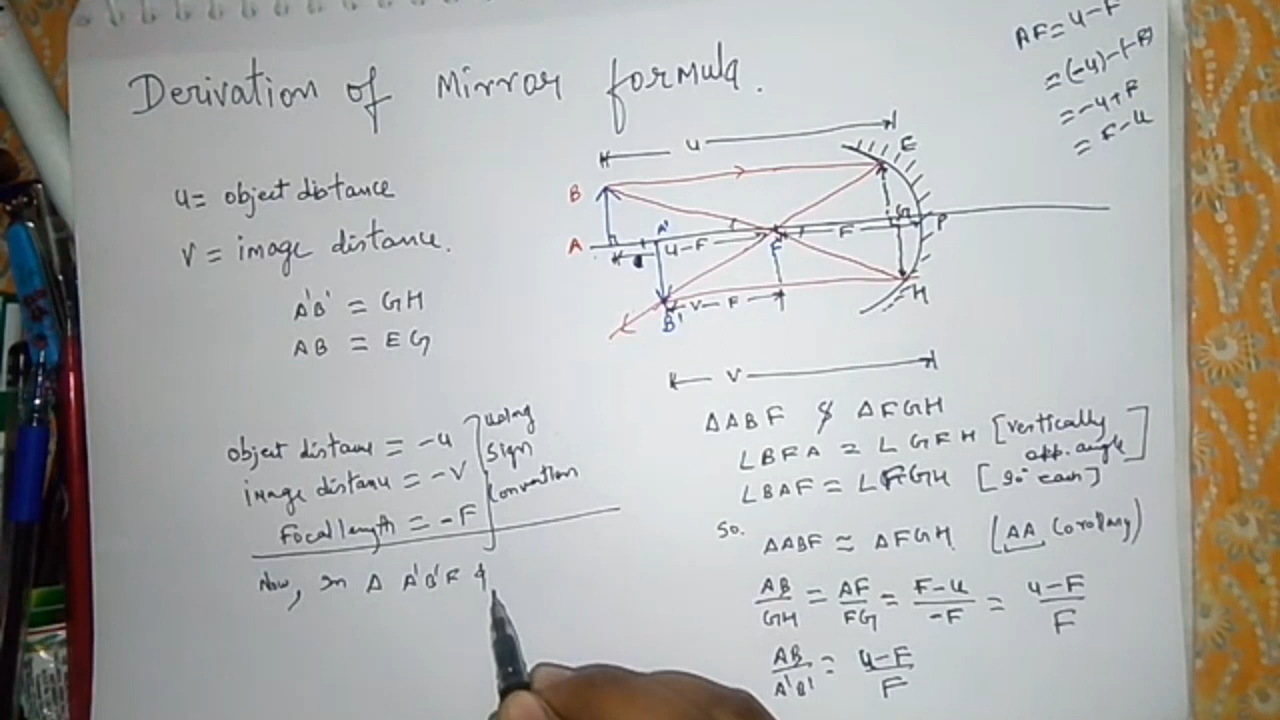 Derivation of Mirror formula.
AF = u-F
= (-u)-(-F)
= -u+F
= F-u
u = object distance
V = image distance.
A'B' = GH
AB = EG
u
E
B
A
A'
u-F
F
F
G
P
V-F
B'
H
V
object distance = -u
image distance = -V
Focal length = -F
using
sign
convention
Now, in Δ A'B'F &
ΔABF & ΔFGH
∠BFA = ∠GFH [vertically opp. angle]
∠BAF = ∠FGH [90° each]
So.
ΔABF ≈ ΔFGH (AA Corollary)
AB/GH = AF/FG = F-u/-F = u-F/F
AB/A'B' = u-F/F